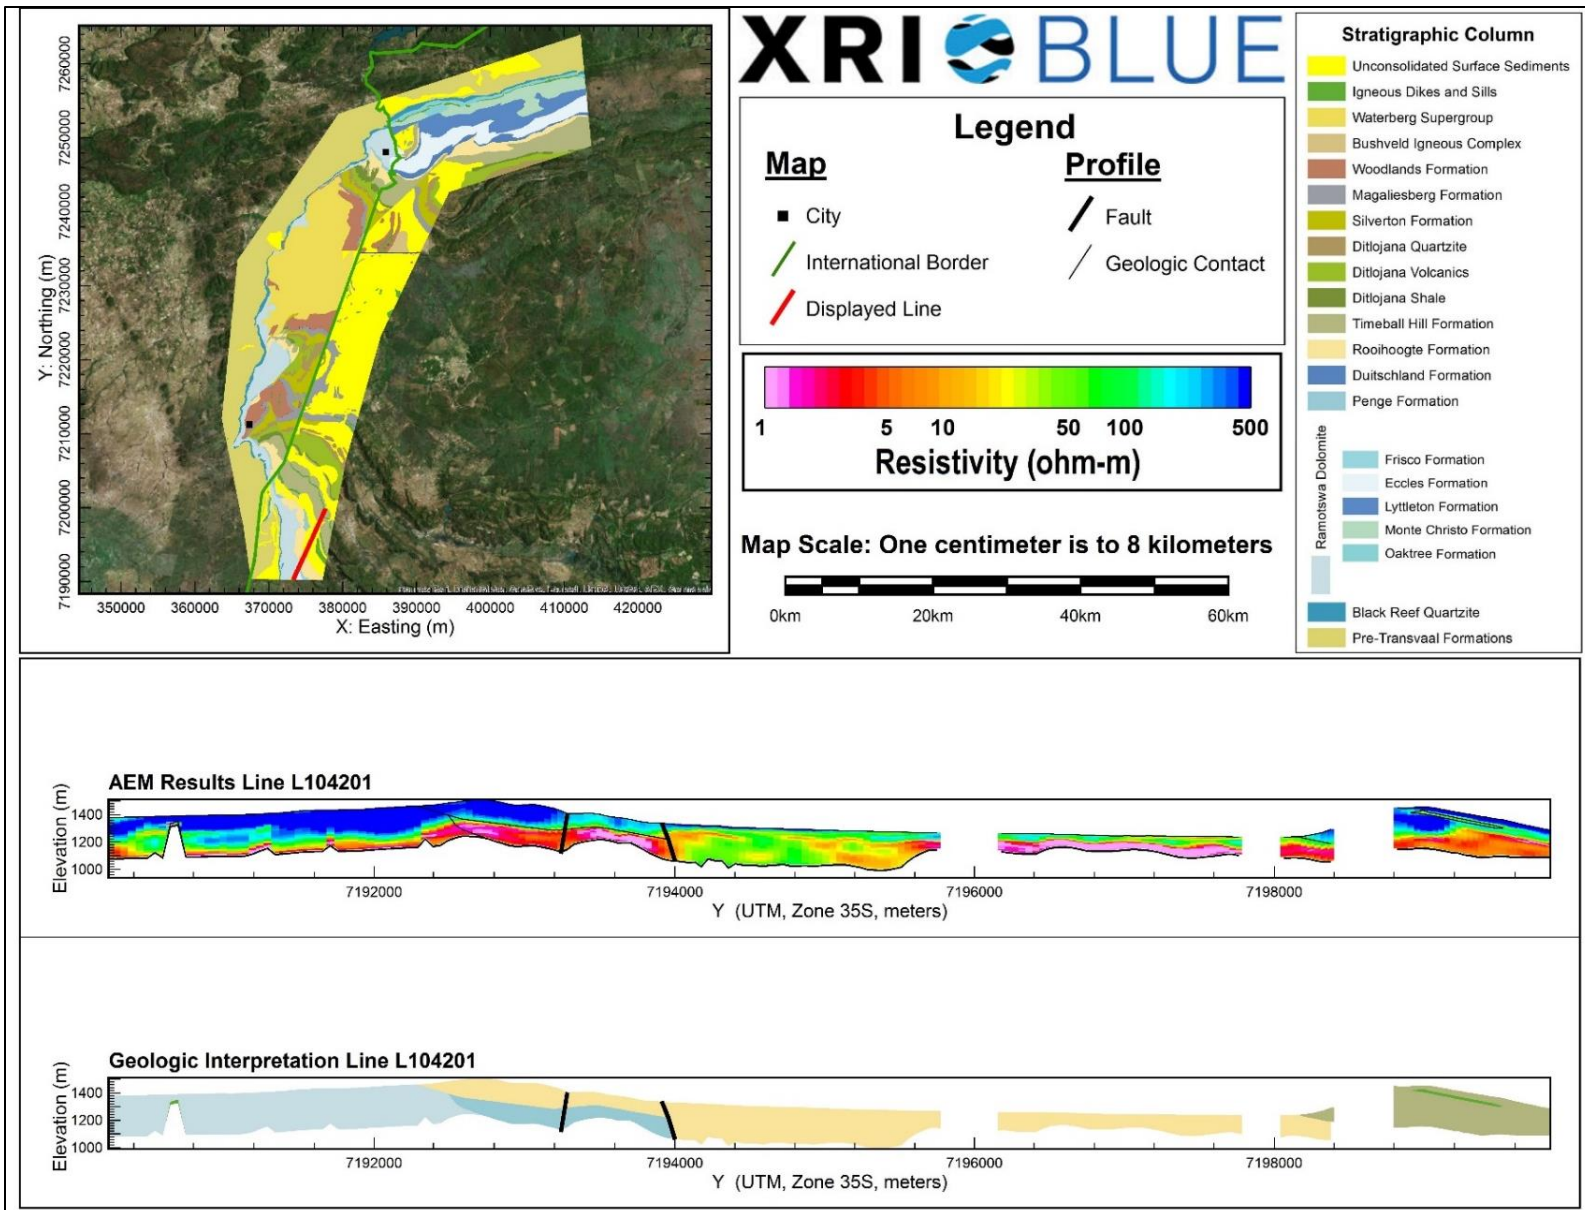 7260000
7250000
7240000
7230000
7220000
7210000
7200000
7190000
Y: Northing (m)
350000 360000 370000 380000 390000 400000 410000 420000
X: Easting (m)
XRI BLUE
Legend
Map
City
International Border
Displayed Line
Profile
Fault
Geologic Contact
1 5 10 50 100 500
Resistivity (ohm-m)
Map Scale: One centimeter is to 8 kilometers
0km 20km 40km 60km
Stratigraphic Column
Unconsolidated Surface Sediments
Igneous Dikes and Sills
Waterberg Supergroup
Bushveld Igneous Complex
Woodlands Formation
Magaliesberg Formation
Silverton Formation
Ditlojana Quartzite
Ditlojana Volcanics
Ditlojana Shale
Timeball Hill Formation
Rooihoogte Formation
Duitschland Formation
Penge Formation
Ramotswa Dolomite
Frisco Formation
Eccles Formation
Lyttleton Formation
Monte Christo Formation
Oaktree Formation
Black Reef Quartzite
Pre-Transvaal Formations
AEM Results Line L104201
Elevation (m)
1400
1200
1000
7192000 7194000 7196000 7198000
Y (UTM, Zone 35S, meters)
Geologic Interpretation Line L104201
Elevation (m)
1400
1200
1000
7192000 7194000 7196000 7198000
Y (UTM, Zone 35S, meters)